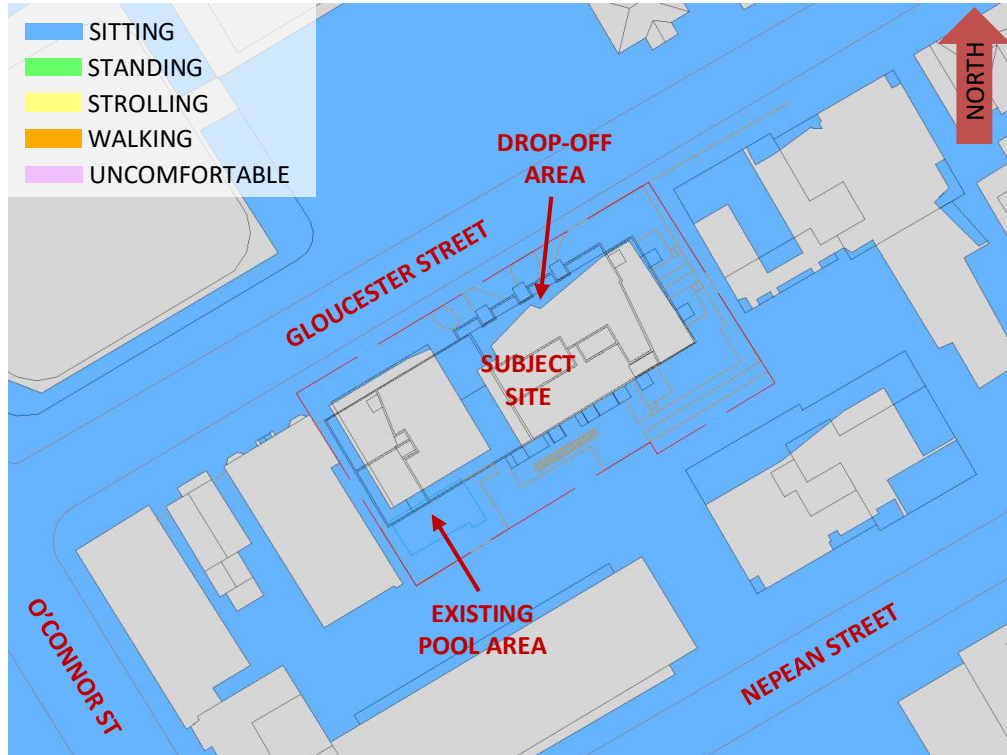 SITTING
STANDING
STROLLING
WALKING
UNCOMFORTABLE
NORTH
DROP-OFF
AREA
GLOUCESTER STREET
SUBJECT
SITE
EXISTING
POOL AREA
O'CONNOR ST
NEPEAN STREET